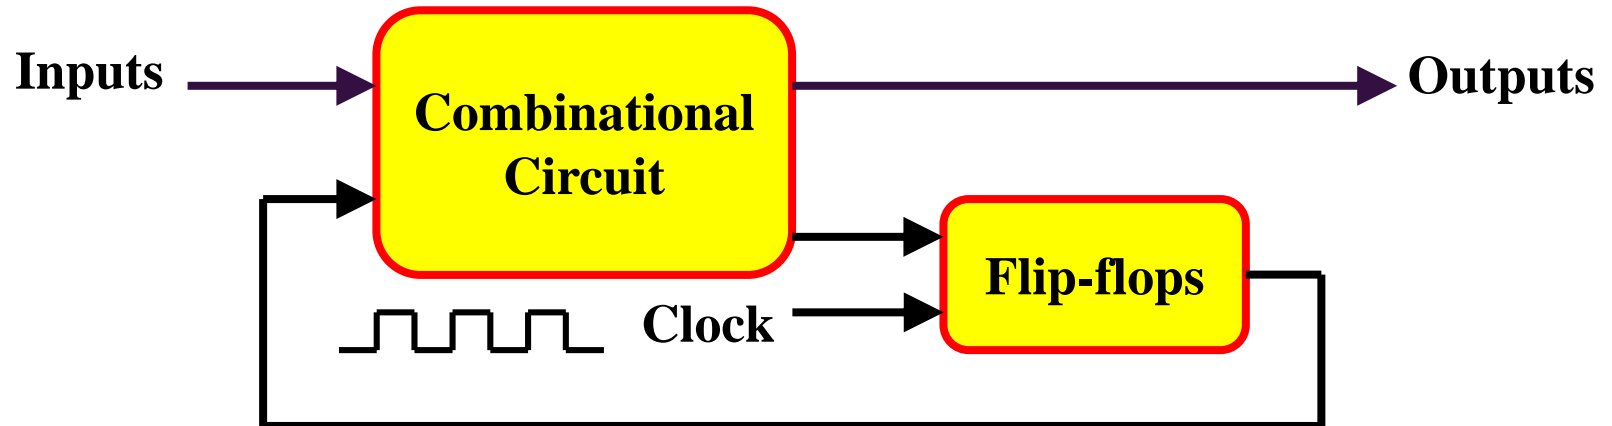 Inputs
Combinational
Circuit
Outputs
Flip-flops
Clock